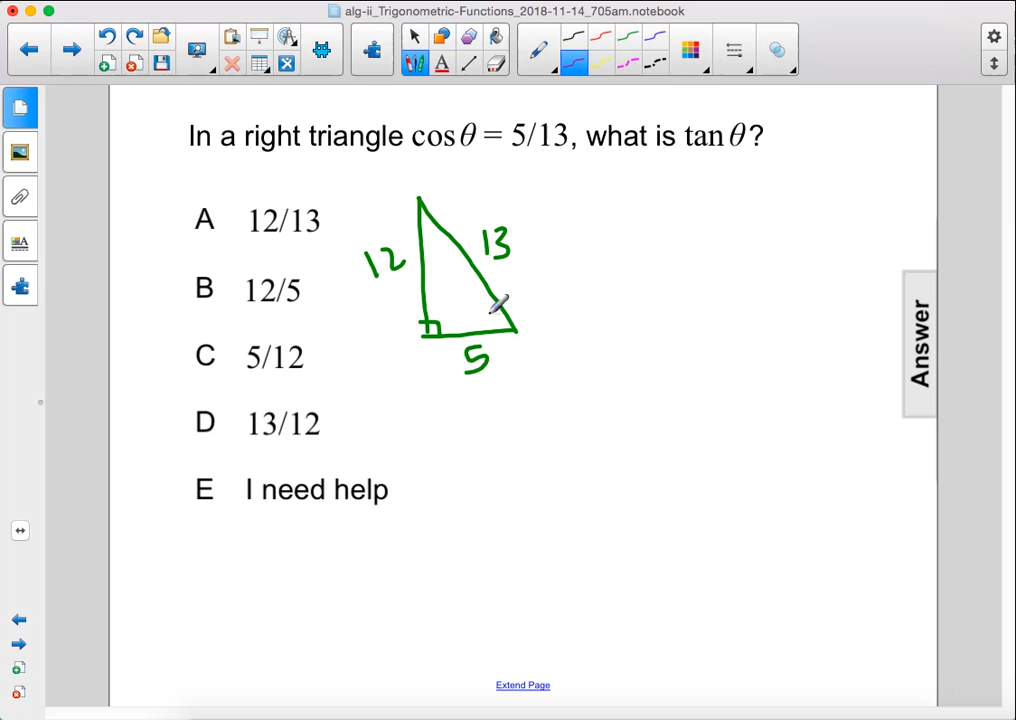 alg-ii_Trigonometric-Functions_2018-11-14_705am.notebook
In a right triangle cos θ = 5/13, what is tan θ?
A 12/13
B 12/5
C 5/12
D 13/12
E I need help
12
13
5
Answer
Extend Page